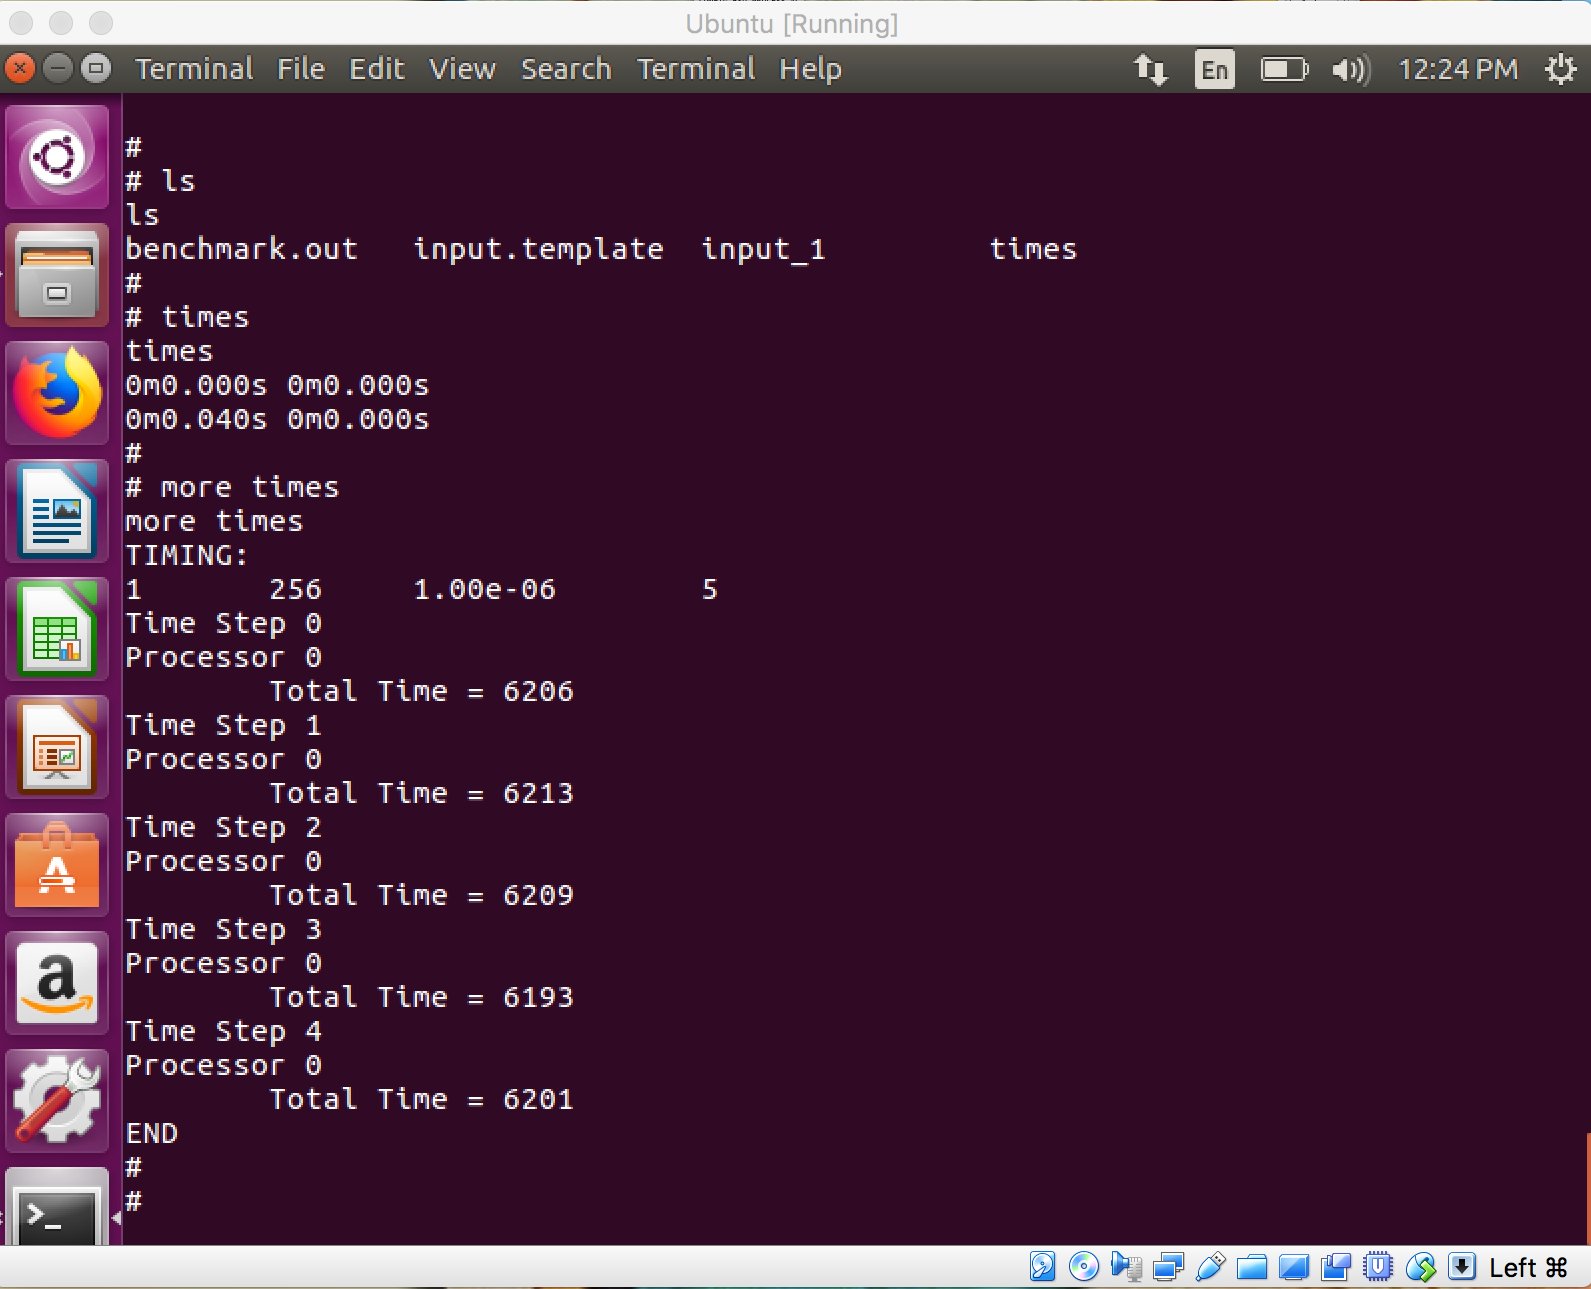 Ubuntu [Running]
Terminal File Edit View Search Terminal Help En 12:24 PM
#
# ls
ls
benchmark.out input.template input_1 times
#
# times
times
0m0.000s 0m0.000s
0m0.040s 0m0.000s
#
# more times
more times
TIMING:
1 256 1.00e-06 5
Time Step 0
Processor 0
Total Time = 6206
Time Step 1
Processor 0
Total Time = 6213
Time Step 2
Processor 0
Total Time = 6209
Time Step 3
Processor 0
Total Time = 6193
Time Step 4
Processor 0
Total Time = 6201
END
#
#
Left ⌘